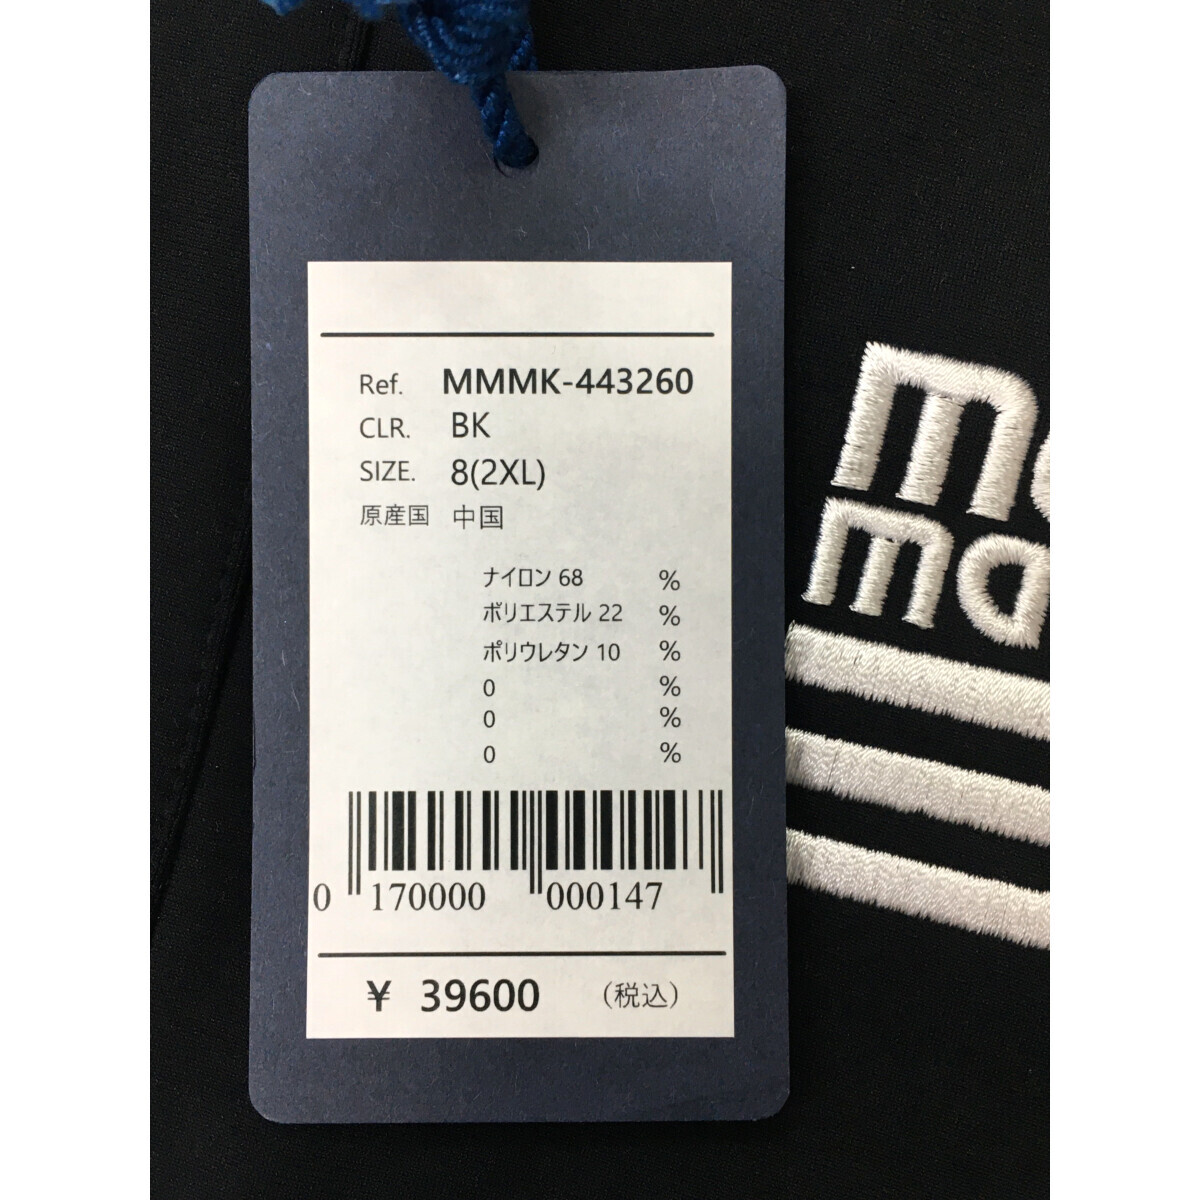 Ref. MMMK-443260
CLR. BK
SIZE. 8(2XL)
原産国 中国
ナイロン 68 %
ポリエステル 22 %
ポリウレタン 10 %
0 %
0 %
0 %
0 170000 000147
¥ 39600 (税込)